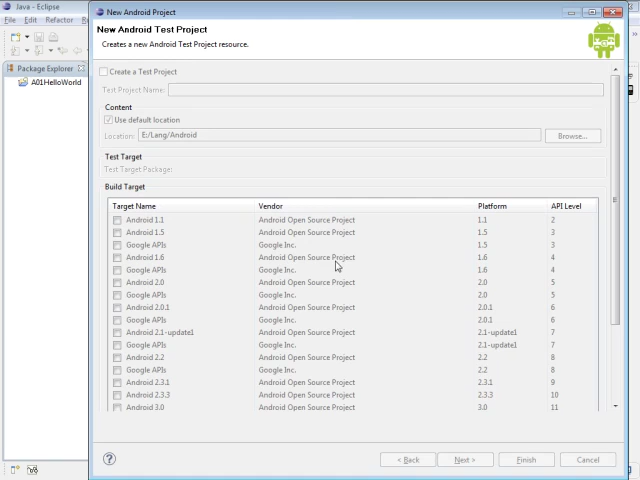 Java - Eclipse
File Edit Refactor
Package Explorer
A01HelloWorld
New Android Project
New Android Test Project
Creates a new Android Test Project resource.
Create a Test Project
Test Project Name:
Content
Use default location
Location: E:/Lang/Android Browse...
Test Target
Test Target Package:
Build Target
Target Name Vendor Platform API Level
Android 1.1 Android Open Source Project 1.1 2
Android 1.5 Android Open Source Project 1.5 3
Google APIs Google Inc. 1.5 3
Android 1.6 Android Open Source Project 1.6 4
Google APIs Google Inc. 1.6 4
Android 2.0 Android Open Source Project 2.0 5
Google APIs Google Inc. 2.0 5
Android 2.0.1 Android Open Source Project 2.0.1 6
Google APIs Google Inc. 2.0.1 6
Android 2.1-update1 Android Open Source Project 2.1-update1 7
Google APIs Google Inc. 2.1-update1 7
Android 2.2 Android Open Source Project 2.2 8
Google APIs Google Inc. 2.2 8
Android 2.3.1 Android Open Source Project 2.3.1 9
Android 2.3.3 Android Open Source Project 2.3.3 10
Android 3.0 Android Open Source Project 3.0 11
< Back Next > Finish Cancel